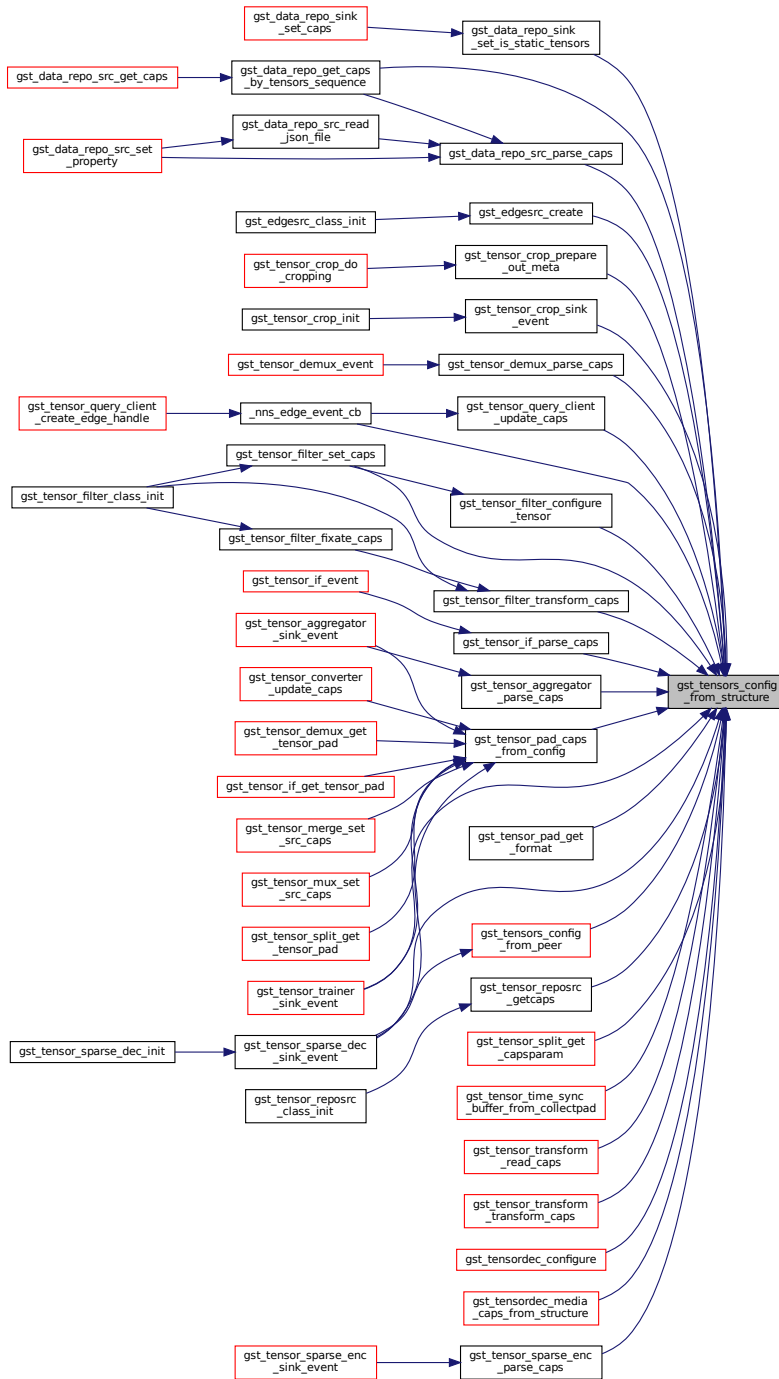 gst_data_repo_sink
_set_caps
gst_data_repo_sink
_set_is_static_tensors
gst_data_repo_src_get_caps
gst_data_repo_get_caps
_by_tensors_sequence
gst_data_repo_src_read
_json_file
gst_data_repo_src_set
_property
gst_data_repo_src_parse_caps
gst_edgesrc_class_init
gst_edgesrc_create
gst_tensor_crop_do
_cropping
gst_tensor_crop_prepare
_out_meta
gst_tensor_crop_init
gst_tensor_crop_sink
_event
gst_tensor_demux_event
gst_tensor_demux_parse_caps
gst_tensor_query_client
_create_edge_handle
_nns_edge_event_cb
gst_tensor_query_client
_update_caps
gst_tensor_filter_set_caps
gst_tensor_filter_class_init
gst_tensor_filter_configure
_tensor
gst_tensor_filter_fixate_caps
gst_tensor_if_event
gst_tensor_filter_transform_caps
gst_tensor_aggregator
_sink_event
gst_tensor_if_parse_caps
gst_tensor_converter
_update_caps
gst_tensor_aggregator
_parse_caps
gst_tensors_config
_from_structure
gst_tensor_demux_get
_tensor_pad
gst_tensor_pad_caps
_from_config
gst_tensor_if_get_tensor_pad
gst_tensor_merge_set
_src_caps
gst_tensor_pad_get
_format
gst_tensor_mux_set
_src_caps
gst_tensor_split_get
_tensor_pad
gst_tensors_config
_from_peer
gst_tensor_trainer
_sink_event
gst_tensor_reposrc
_getcaps
gst_tensor_sparse_dec_init
gst_tensor_sparse_dec
_sink_event
gst_tensor_split_get
_capsparam
gst_tensor_reposrc
_class_init
gst_tensor_time_sync
_buffer_from_collectpad
gst_tensor_transform
_read_caps
gst_tensor_transform
_transform_caps
gst_tensordec_configure
gst_tensordec_media
_caps_from_structure
gst_tensor_sparse_enc
_sink_event
gst_tensor_sparse_enc
_parse_caps